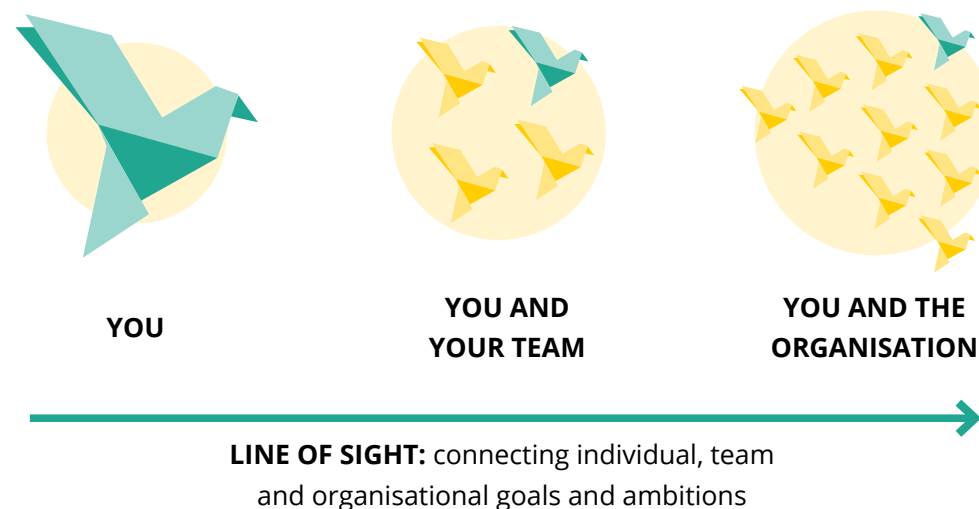 YOU
YOU AND
YOUR TEAM
YOU AND THE
ORGANISATION
LINE OF SIGHT: connecting individual, team
and organisational goals and ambitions